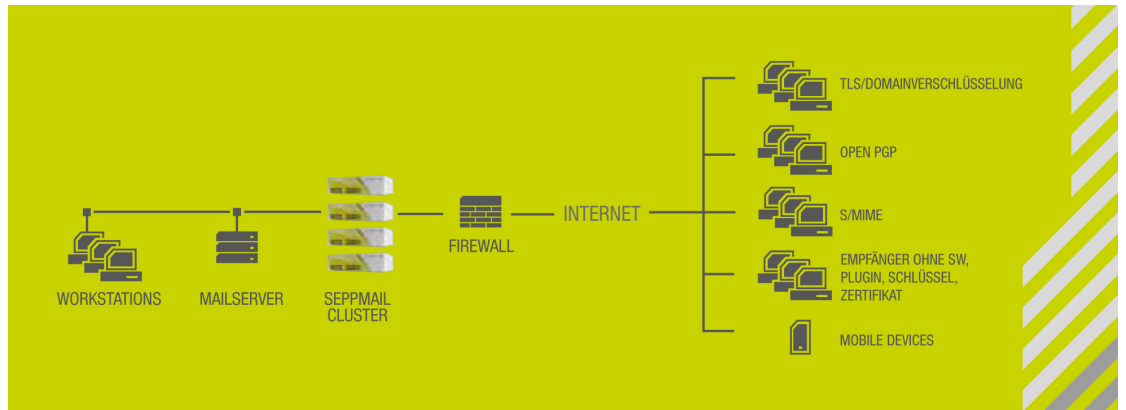 TLS/DOMAINVERSCHLÜSSELUNG
OPEN PGP
S/MIME
EMPFÄNGER OHNE SW,
PLUGIN, SCHLÜSSEL,
ZERTIFIKAT
MOBILE DEVICES
INTERNET
FIREWALL
WORKSTATIONS
MAILSERVER
SEPPMAIL
CLUSTER